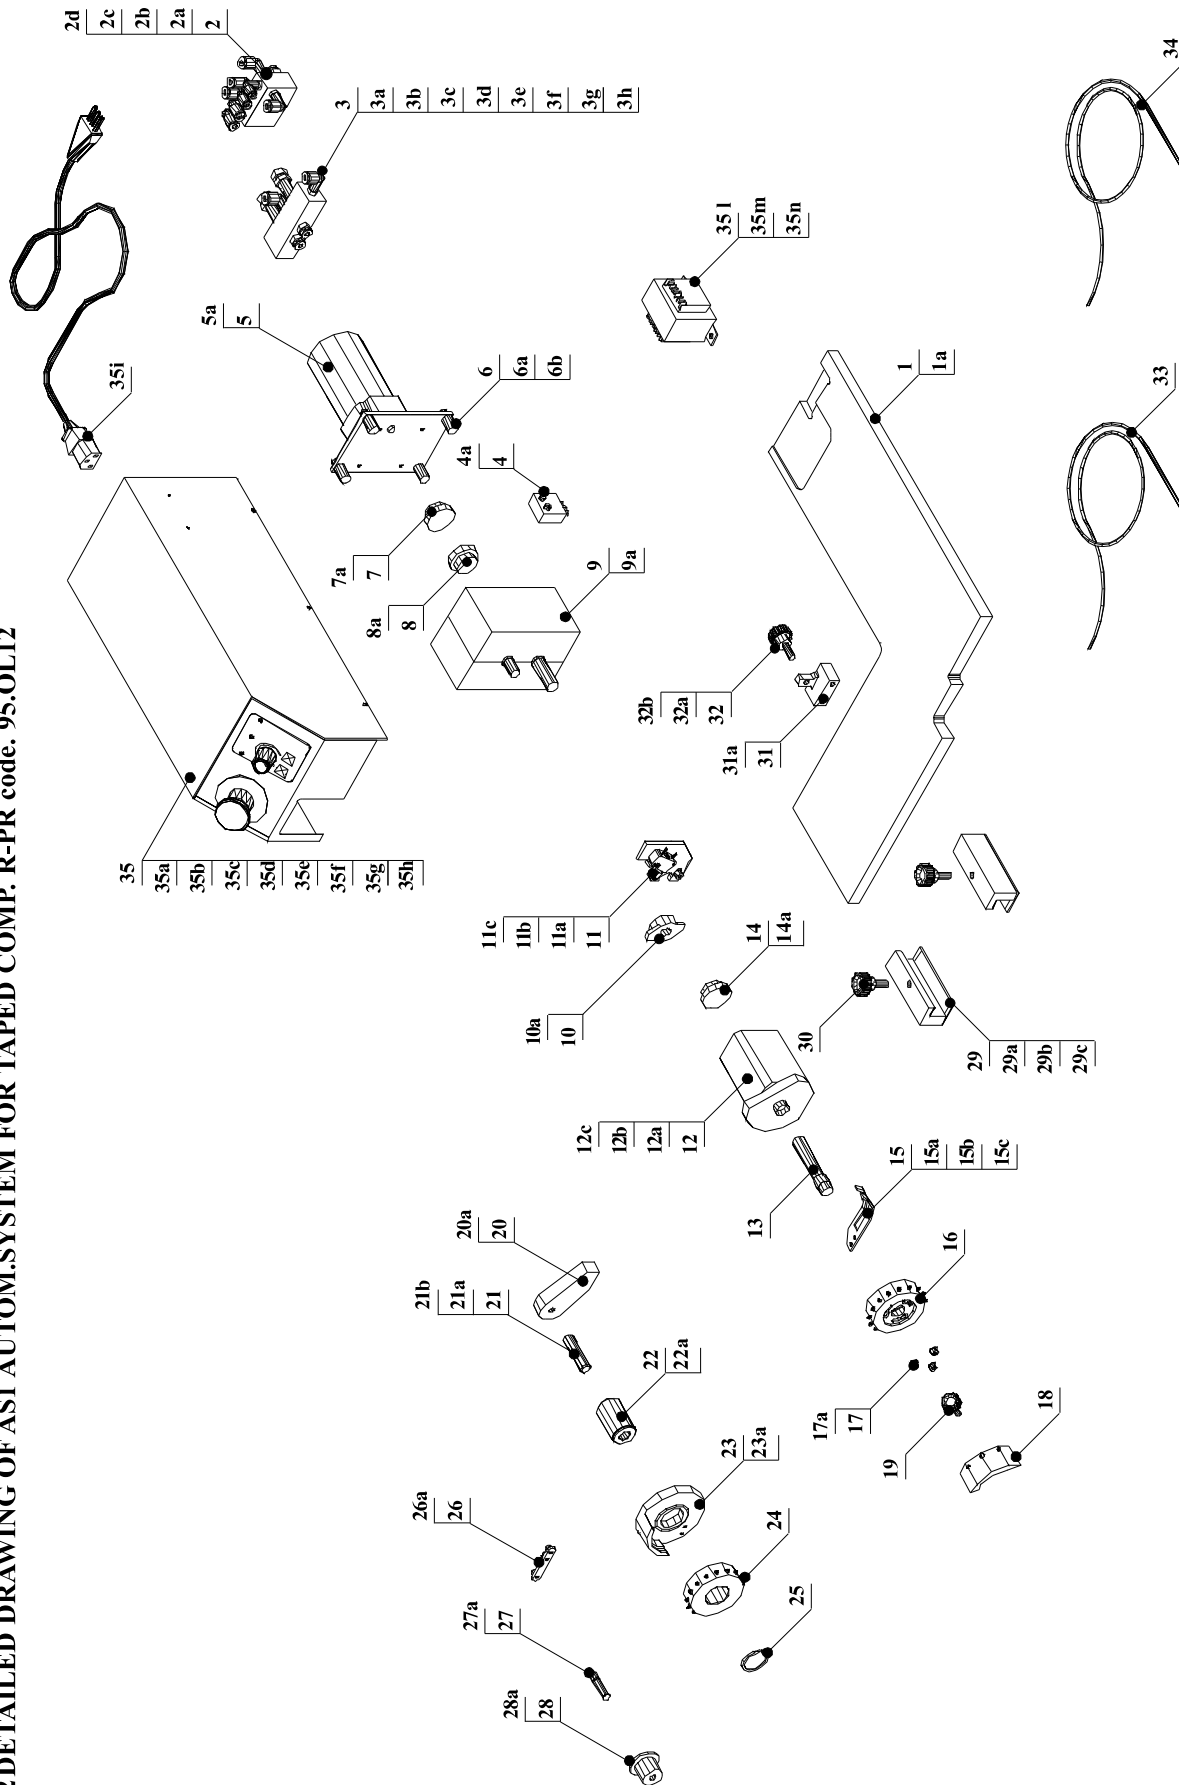 2DETAILED DRAWING OF ASI AUTOM.SYSTEM FOR TAPED COMP. R-PR code. 95.OL12
2d
2c
2b
2a
2
3
3a
3b
3c
3d
3e
3f
3g
3h
34
35i
5a
5
6
6a
6b
4a
4
35 l
35m
35n
1
1a
33
7a
7
8a
8
9
9a
32b
32a
32
31a
31
35
35a
35b
35c
35d
35e
35f
35g
35h
11c
11b
11a
11
10a
10
14
14a
30
29
29a
29b
29c
12c
12b
12a
12
13
15
15a
15b
15c
16
20a
20
21b
21a
21
22
22a
17a
17
19
18
23
23a
24
26a
26
25
27a
27
28a
28